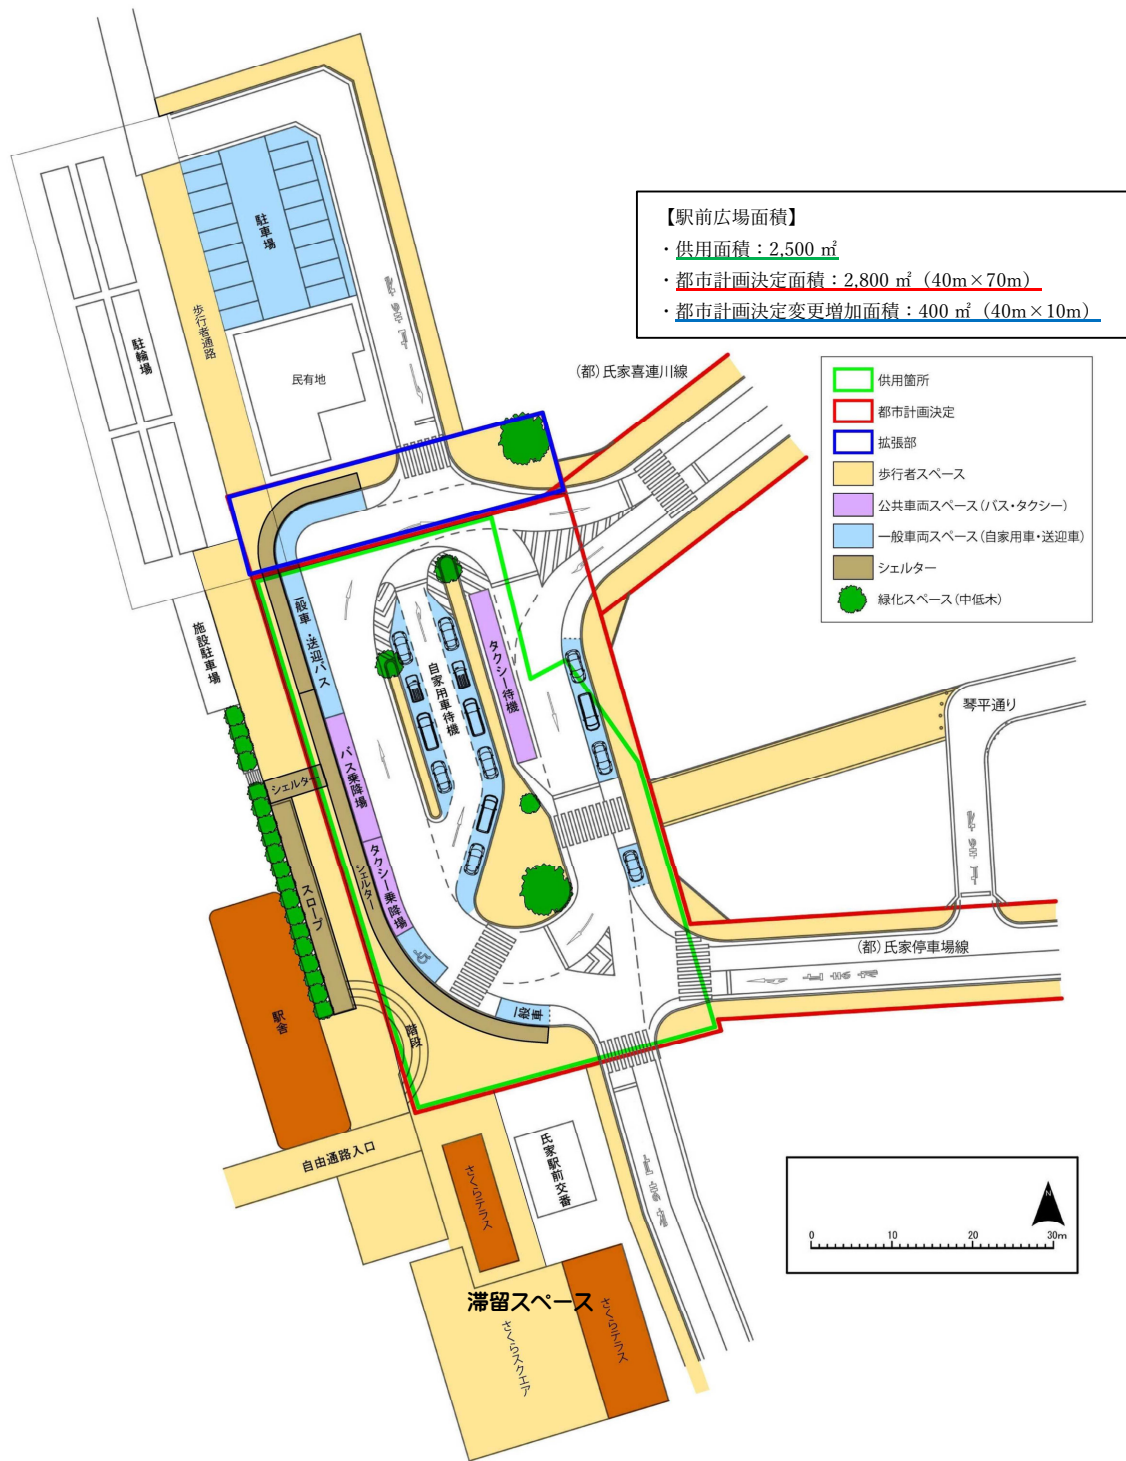 【駅前広場面積】
・供用面積：2,500 ㎡
・都市計画決定面積：2,800 ㎡（40m×70m）
・都市計画決定変更増加面積：400 ㎡（40m×10m）
供用箇所
都市計画決定
拡張部
歩行者スペース
公共車両スペース(バス・タクシー)
一般車両スペース(自家用車・送迎車)
シェルター
緑化スペース(中低木)
駐車場
歩行者通路
駐輪場
民有地
(都)氏家喜連川線
止まれ
施設駐車場
一般車・送迎バス
自家用車待機
タクシー待機
琴平通り
バス乗降場
シェルター
シェルター
タクシー乗降場
スロープ
止まれ
(都)氏家停車場線
止まれ
一般車
駅舎
階段
自由通路入口
氏家駅前交番
さくらテラス
止まれ
滞留スペース
さくらスクエア
さくらテラス
N
0 10 20 30m